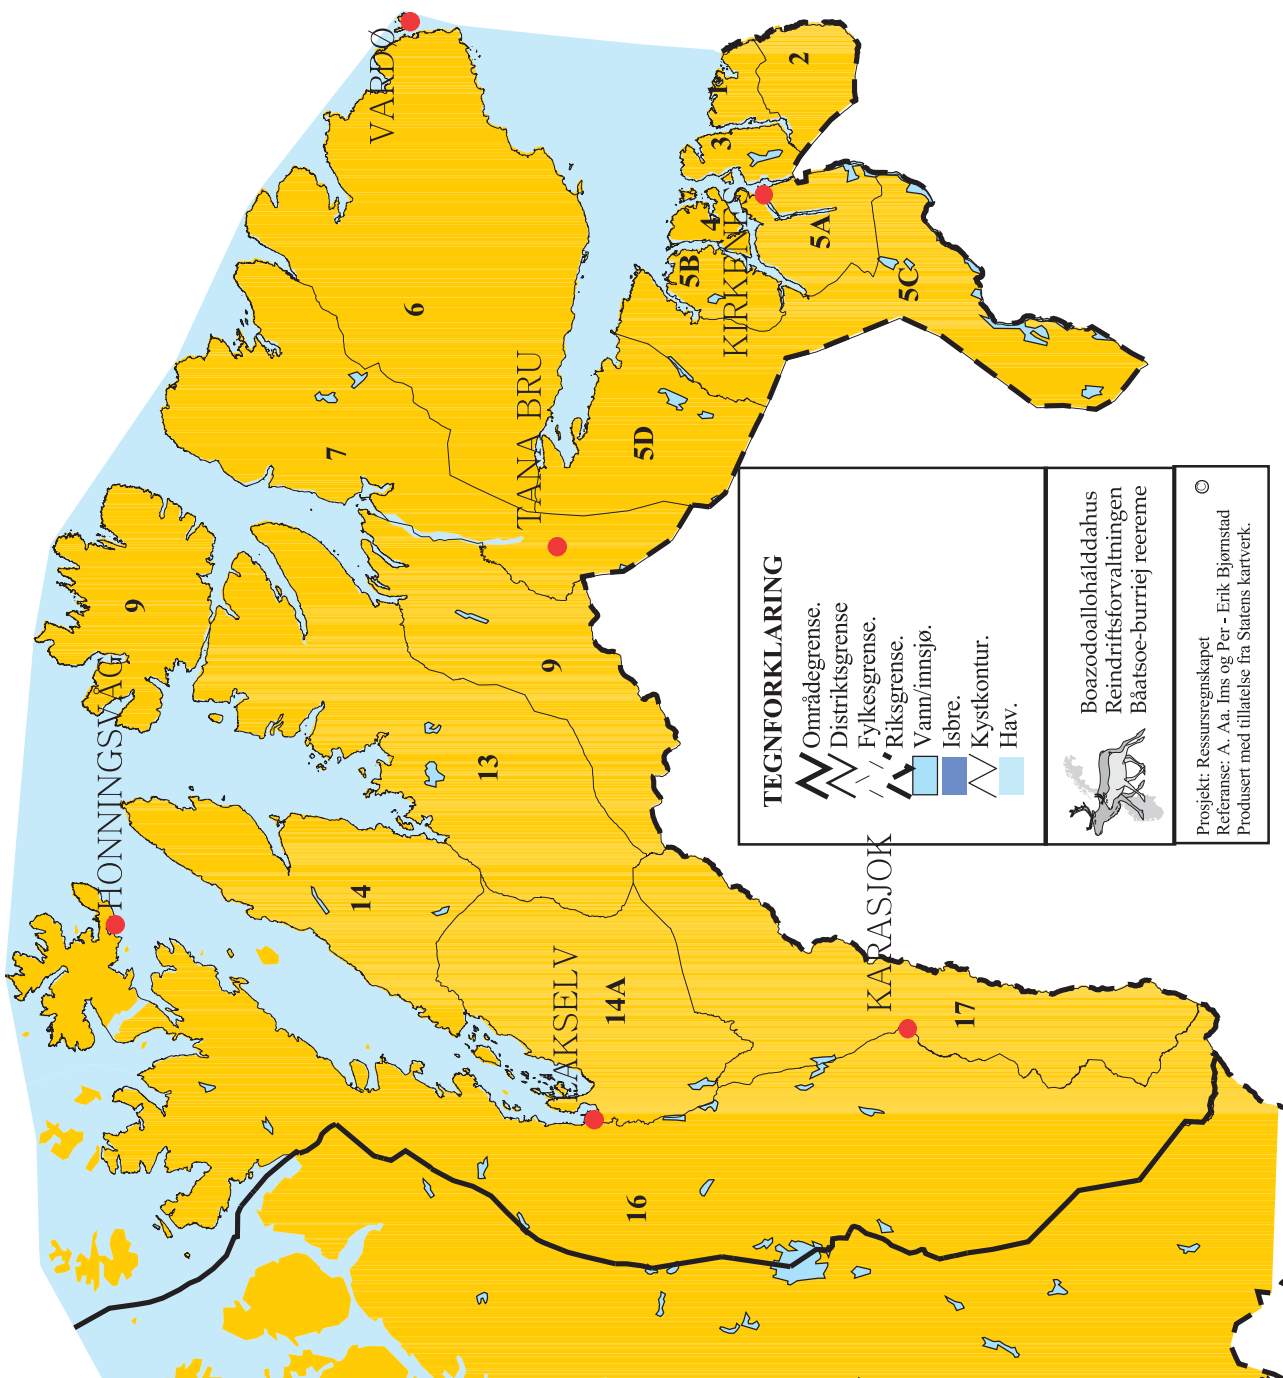 VARDØ
HONNINGSVÅG
TANA BRU
KIRKENE
LAKSELV
KARASJOK
1
2
3
4
5A
5B
5C
5D
6
7
9
9
13
14
14A
16
17
TEGNFORKLARING
Områdegrense.
Distriktsgrense
Fylkesgrense.
Riksgrense.
Vann/innsjø.
Isbre.
Kystkontur.
Hav.
Boazodoallohálddahus
Reindriftsforvaltningen
Båatsoe-burriej reereme
Prosjekt: Ressursregnskapet ©
Referanse: A. Aa. Ims og Per - Erik Bjørnstad
Produsert med tillatelse fra Statens kartverk.